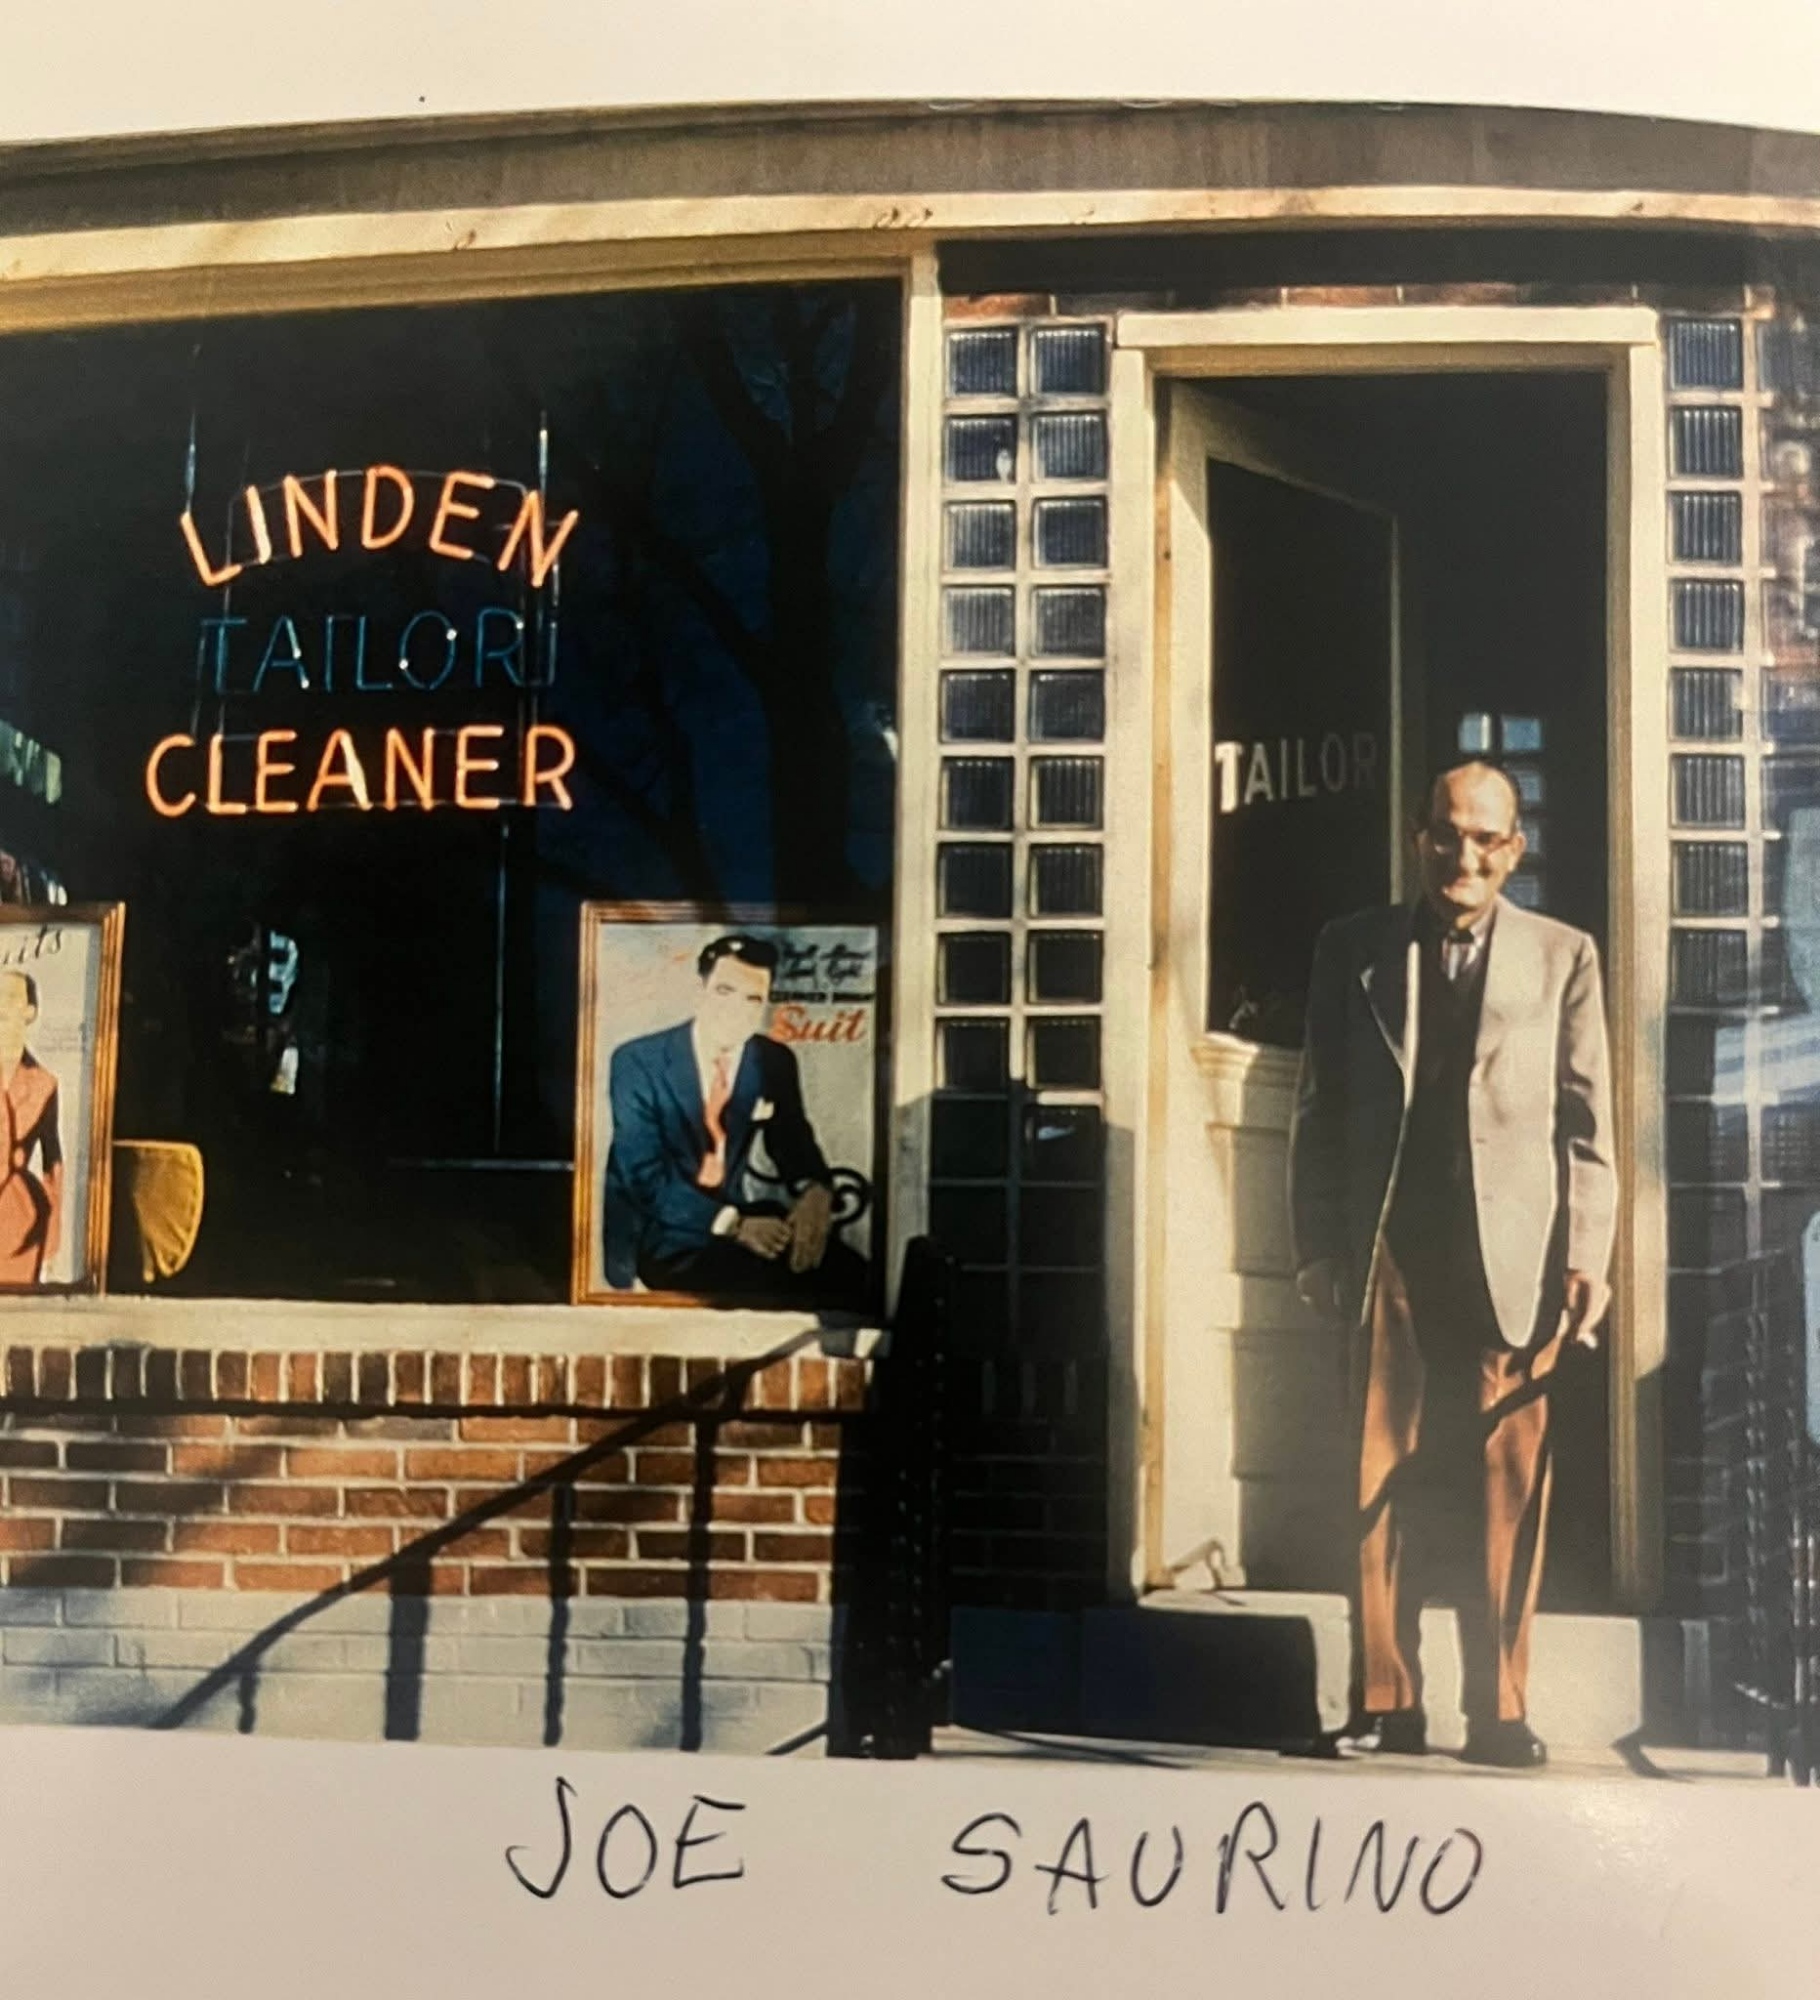 LINDEN
TAILOR
CLEANER
TAILOR
Suit
JOE SAURINO